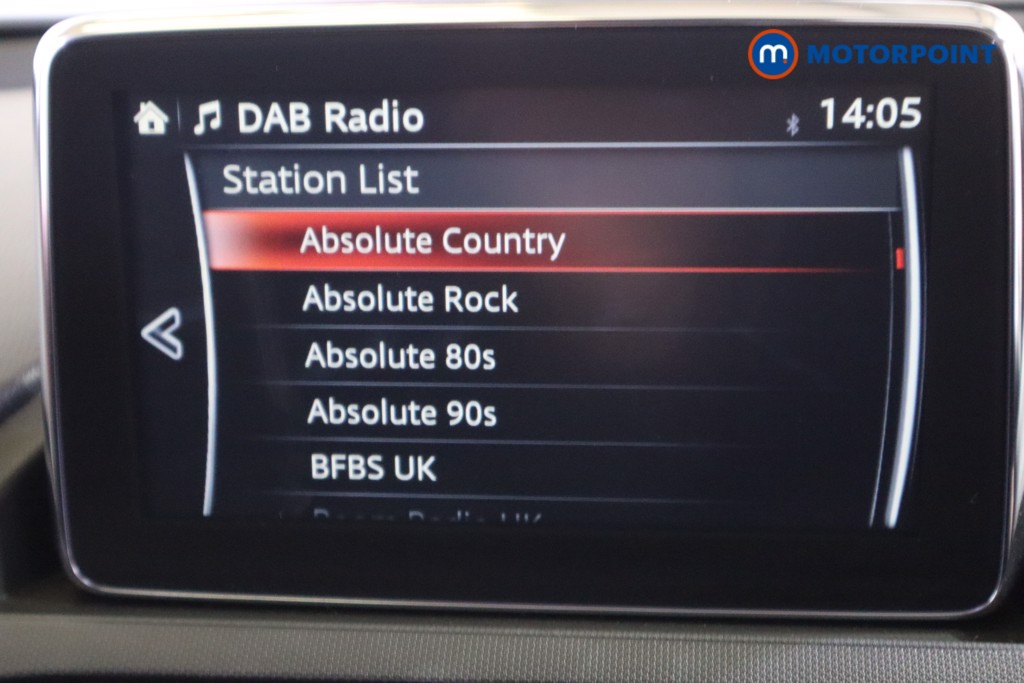 m MOTORPOINT
DAB Radio
14:05
Station List
Absolute Country
Absolute Rock
Absolute 80s
Absolute 90s
BFBS UK